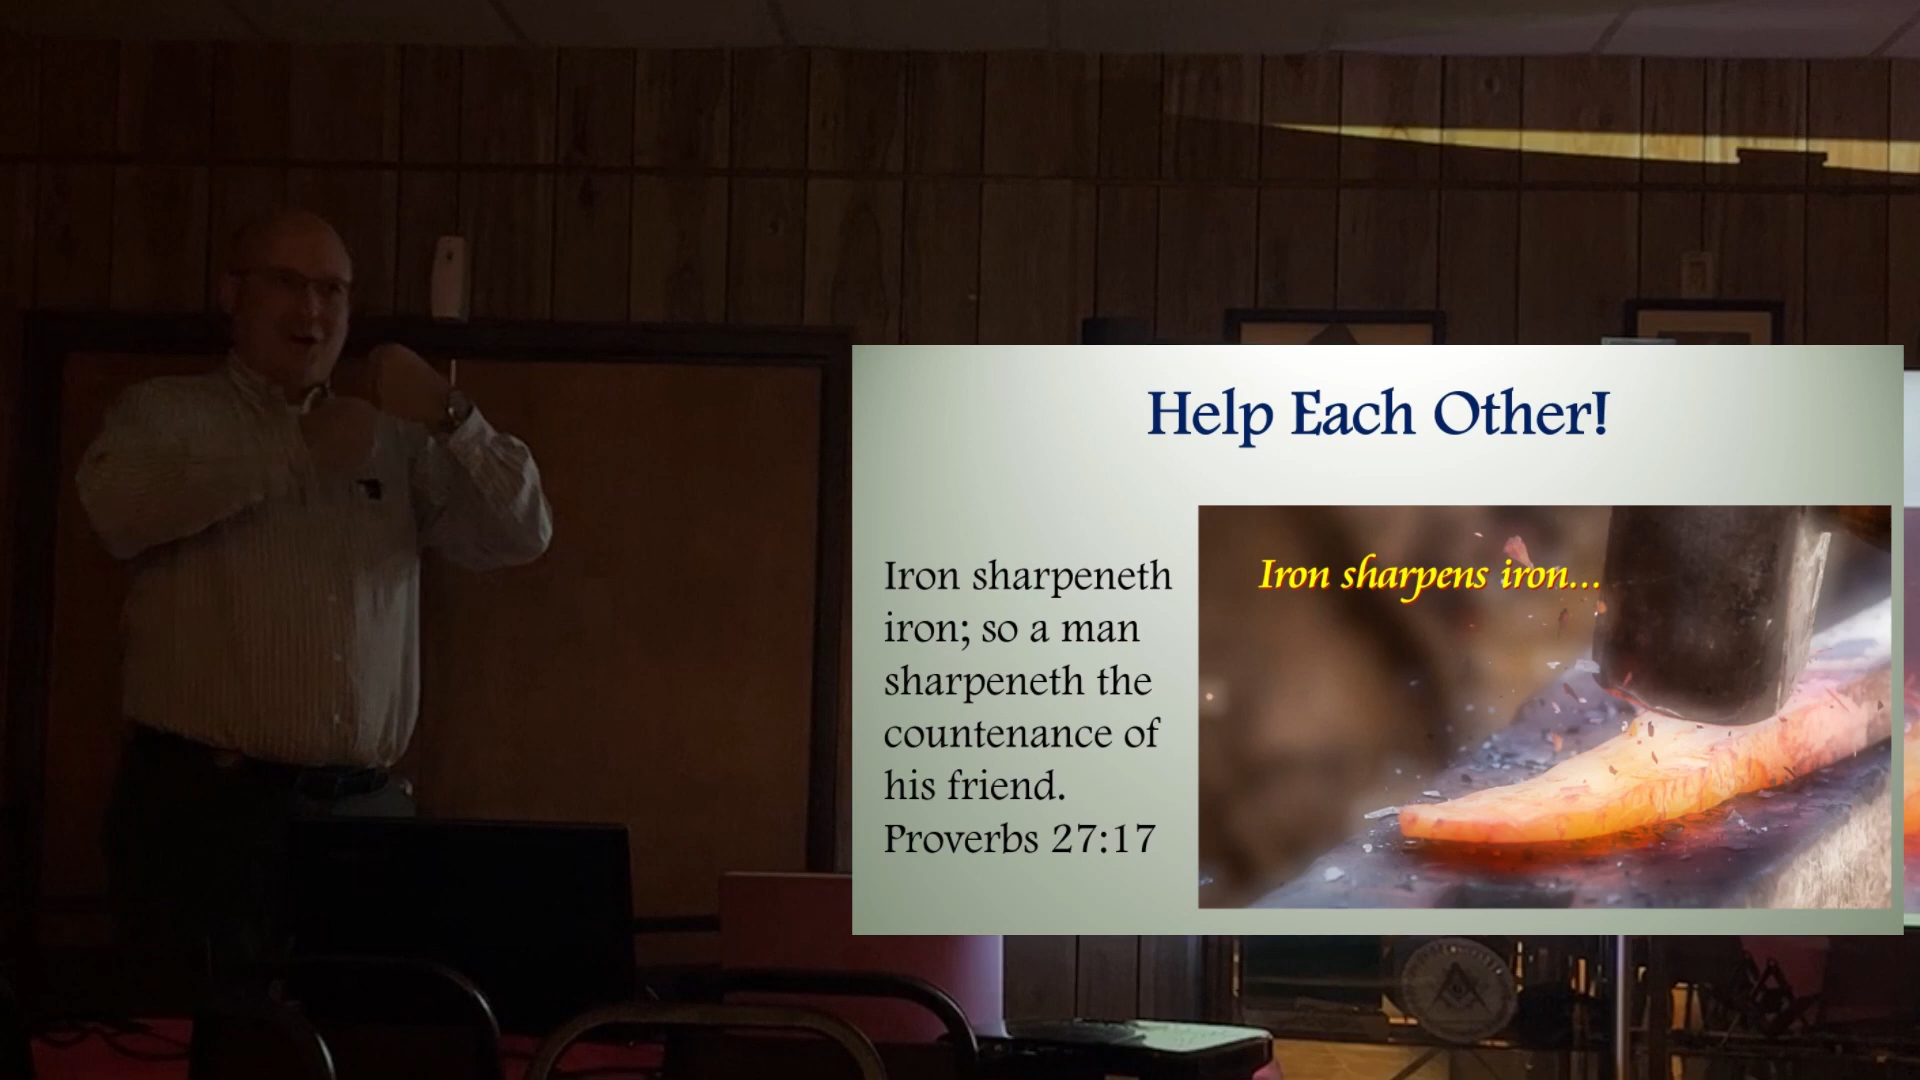 Help Each Other!
Iron sharpeneth
iron; so a man
sharpeneth the
countenance of
his friend.
Proverbs 27:17
Iron sharpens iron...